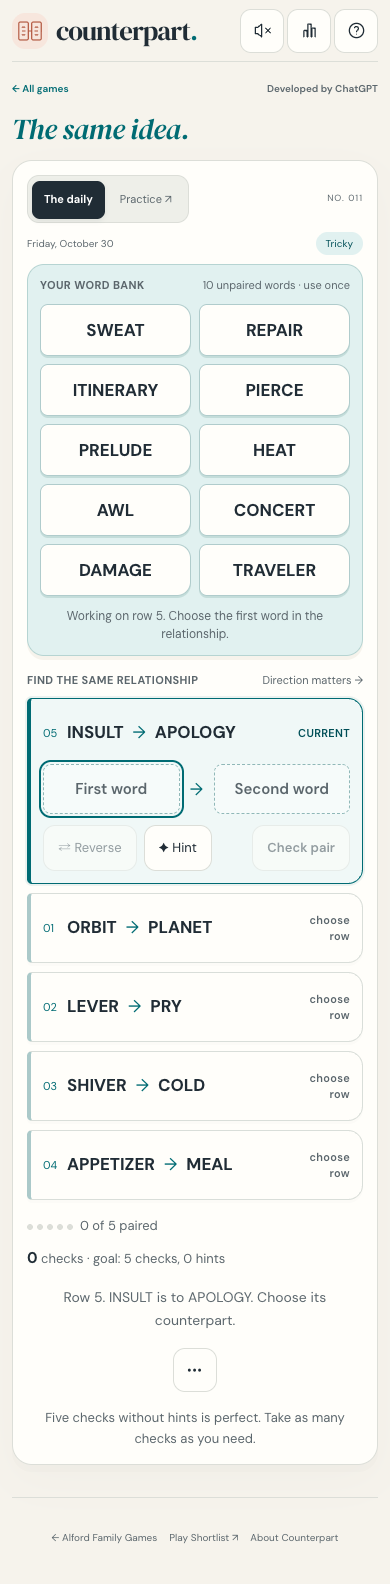 counterpart.
← All games
Developed by ChatGPT
The same idea.
The daily
Practice ↗
NO. 011
Friday, October 30
Tricky
YOUR WORD BANK
10 unpaired words · use once
SWEAT
REPAIR
ITINERARY
PIERCE
PRELUDE
HEAT
AWL
CONCERT
DAMAGE
TRAVELER
Working on row 5. Choose the first word in the
relationship.
FIND THE SAME RELATIONSHIP
Direction matters →
05 INSULT → APOLOGY
CURRENT
First word → Second word
⇄ Reverse
✦ Hint
Check pair
01 ORBIT → PLANET
choose
row
02 LEVER → PRY
choose
row
03 SHIVER → COLD
choose
row
04 APPETIZER → MEAL
choose
row
0 of 5 paired
0 checks · goal: 5 checks, 0 hints
Row 5. INSULT is to APOLOGY. Choose its
counterpart.
•••
Five checks without hints is perfect. Take as many
checks as you need.
← Alford Family Games
Play Shortlist ↗
About Counterpart